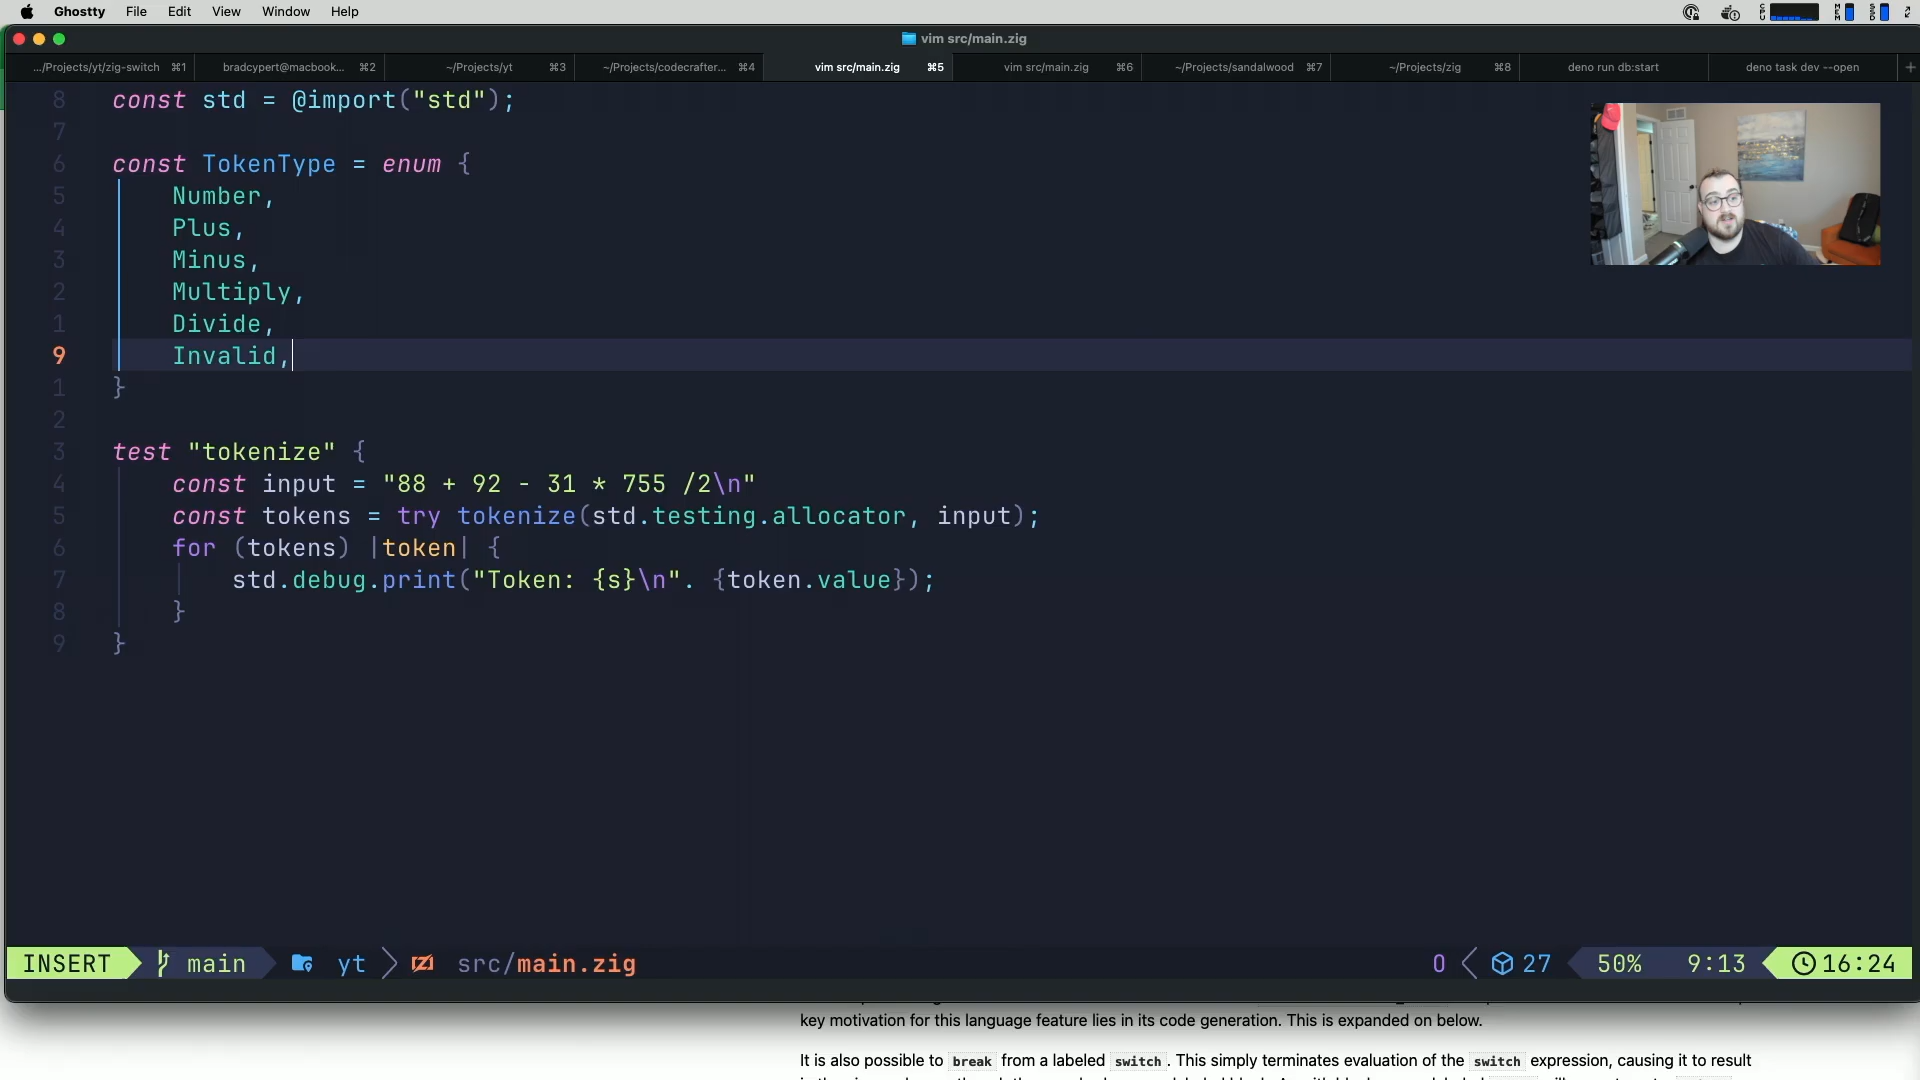 Ghostty File Edit View Window Help
vim src/main.zig
.../Projects/yt/zig-switch ⌘1 bradcypert@macbook... ⌘2 ~/Projects/yt ⌘3 ~/Projects/codecrafter... ⌘4 vim src/main.zig ⌘5 vim src/main.zig ⌘6 ~/Projects/sandalwood ⌘7 ~/Projects/zig ⌘8 deno run db:start deno task dev --open +
8 const std = @import("std");
7
6 const TokenType = enum {
5 Number,
4 Plus,
3 Minus,
2 Multiply,
1 Divide,
9 Invalid,
1 }
2
3 test "tokenize" {
4 const input = "88 + 92 - 31 * 755 /2\n"
5 const tokens = try tokenize(std.testing.allocator, input);
6 for (tokens) |token| {
7 std.debug.print("Token: {s}\n". {token.value});
8 }
9 }
INSERT main yt src/main.zig 0 27 50% 9:13 16:24
key motivation for this language feature lies in its code generation. This is expanded on below.
It is also possible to break from a labeled switch. This simply terminates evaluation of the switch expression, causing it to result